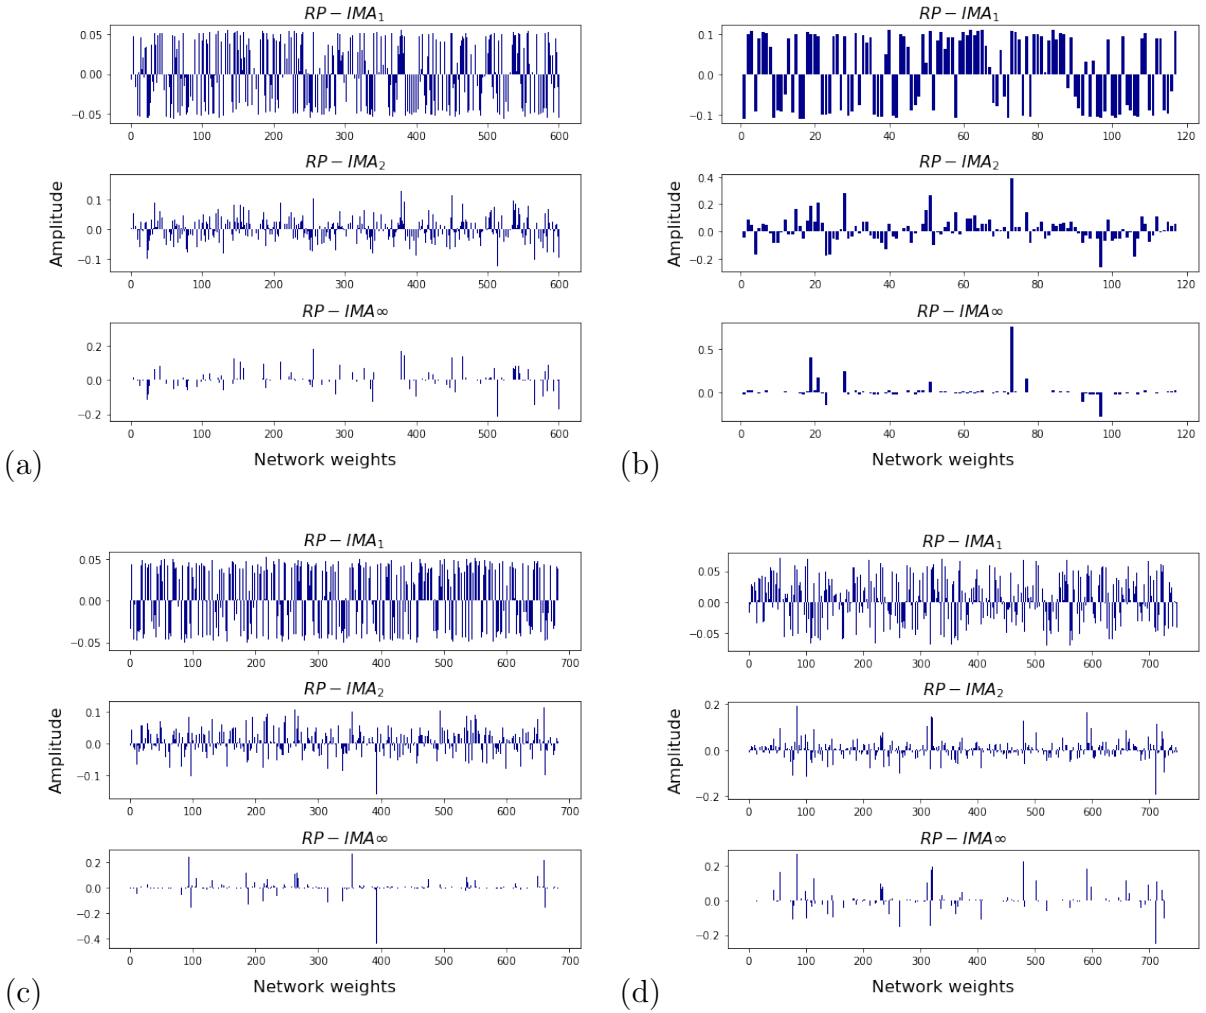 RP − IMA₁
0.05
0.00
−0.05
0 100 200 300 400 500 600
RP − IMA₂
Amplitude
0.1
0.0
−0.1
0 100 200 300 400 500 600
RP − IMA∞
0.2
0.0
−0.2
0 100 200 300 400 500 600
Network weights
(a)
RP − IMA₁
0.1
0.0
−0.1
0 20 40 60 80 100 120
RP − IMA₂
Amplitude
0.4
0.2
0.0
−0.2
0 20 40 60 80 100 120
RP − IMA∞
0.5
0.0
0 20 40 60 80 100 120
Network weights
(b)
RP − IMA₁
0.05
0.00
−0.05
0 100 200 300 400 500 600 700
RP − IMA₂
Amplitude
0.1
0.0
−0.1
0 100 200 300 400 500 600 700
RP − IMA∞
0.2
0.0
−0.2
−0.4
0 100 200 300 400 500 600 700
Network weights
(c)
RP − IMA₁
0.05
0.00
−0.05
0 100 200 300 400 500 600 700
RP − IMA₂
Amplitude
0.2
0.0
−0.2
0 100 200 300 400 500 600 700
RP − IMA∞
0.2
0.0
−0.2
0 100 200 300 400 500 600 700
Network weights
(d)